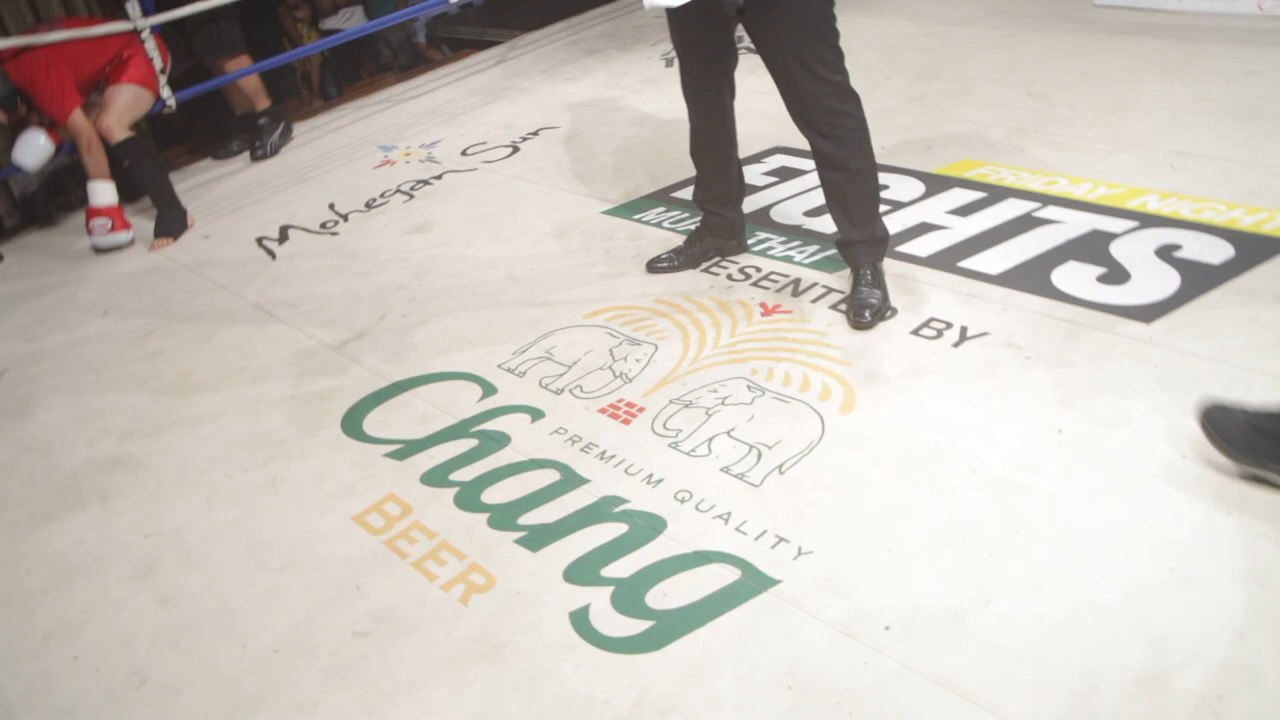 Mohegan Sun
FRIDAY NIGHT
FIGHTS
MUAY THAI
PRESENTED BY
PREMIUM QUALITY
Chang
BEER